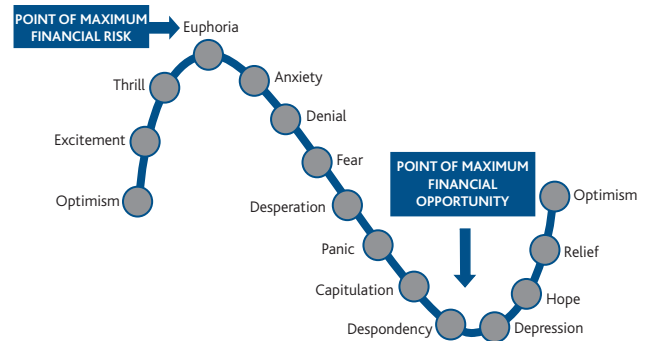 POINT OF MAXIMUM
FINANCIAL RISK
Euphoria
Thrill
Anxiety
Excitement
Denial
Optimism
Fear
Desperation
Panic
Capitulation
Despondency
POINT OF MAXIMUM
FINANCIAL
OPPORTUNITY
Depression
Hope
Relief
Optimism